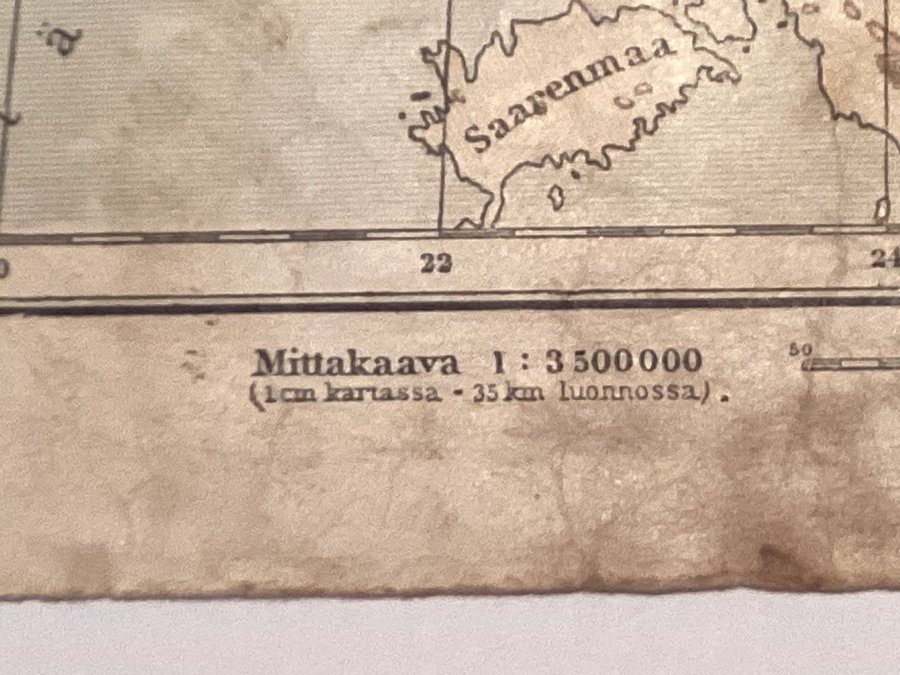 ä
Saarenmaa
22
24
Mittakaava 1 : 3 500 000
50
(1 cm kartassa - 35 km luonnossa).